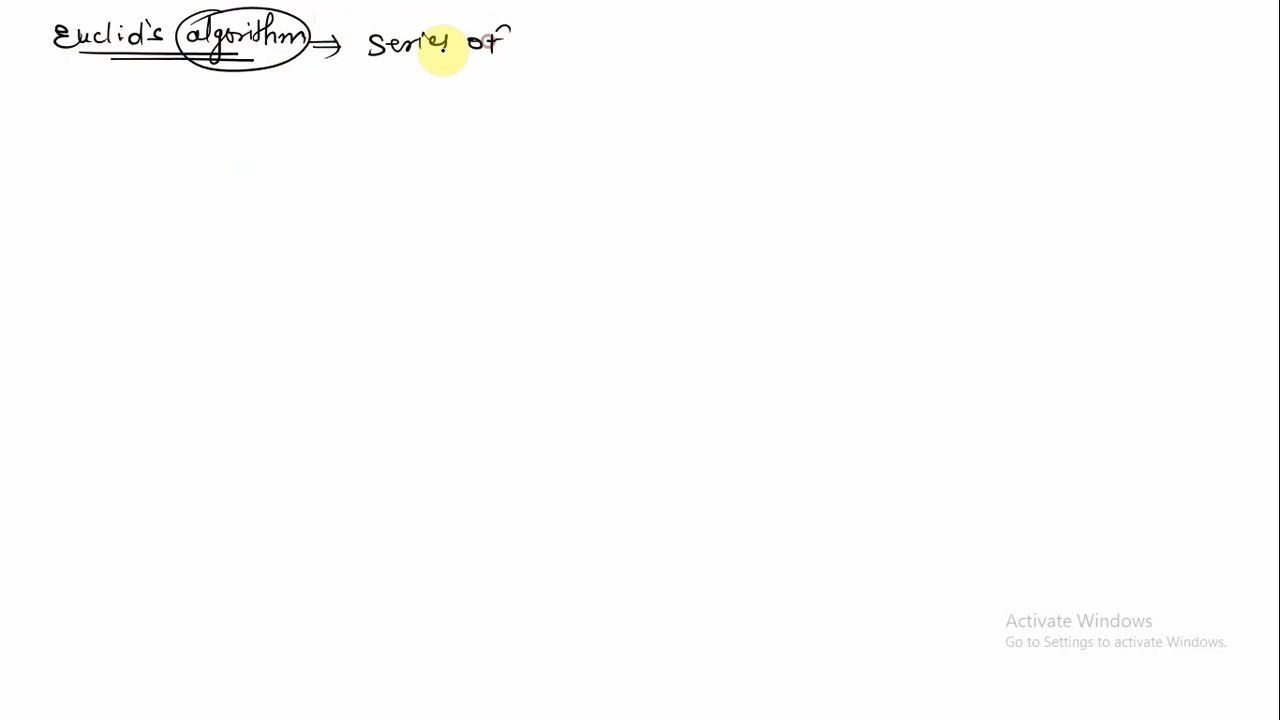 Euclid's algorithm ⇒ Series of
Activate Windows
Go to Settings to activate Windows.